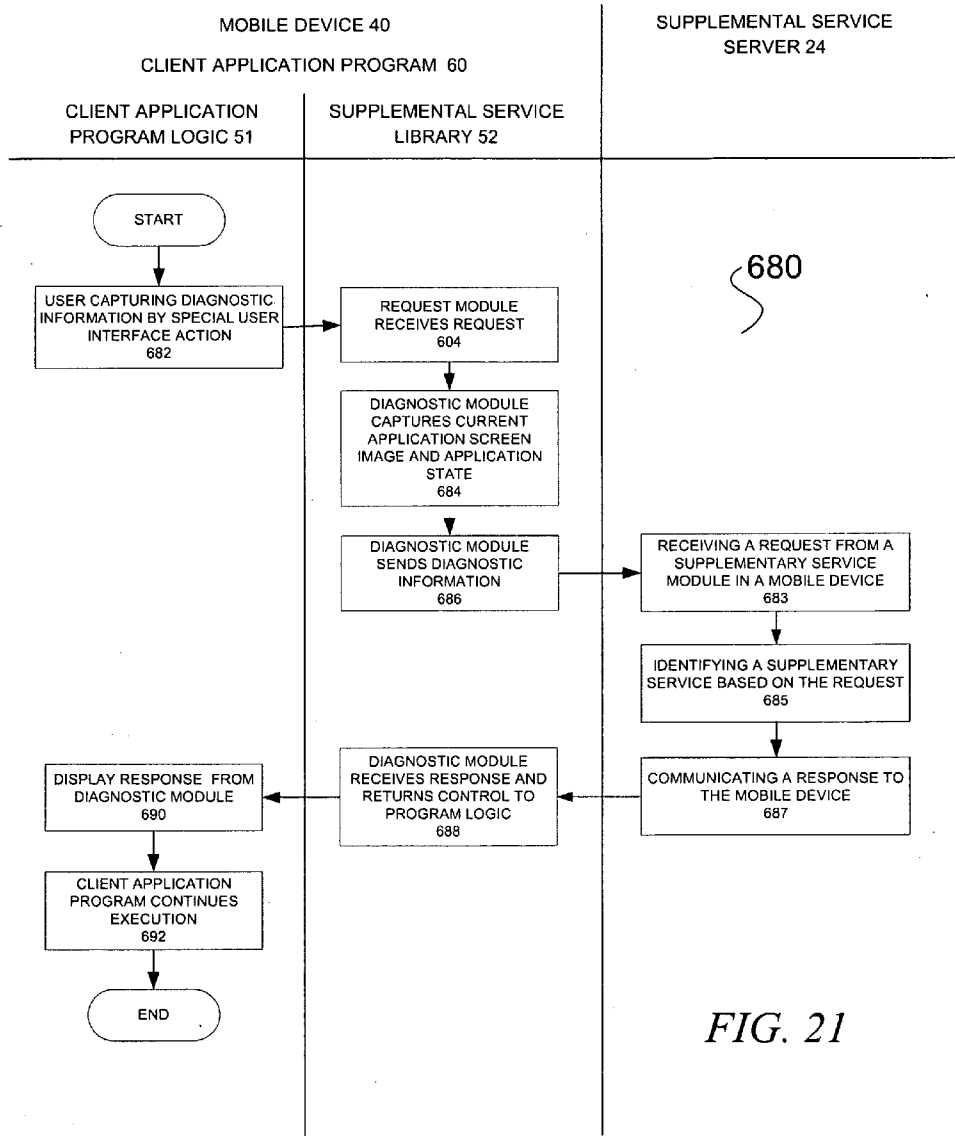 MOBILE DEVICE 40
CLIENT APPLICATION PROGRAM 60
SUPPLEMENTAL SERVICE
SERVER 24
CLIENT APPLICATION
PROGRAM LOGIC 51
SUPPLEMENTAL SERVICE
LIBRARY 52
START
USER CAPTURING DIAGNOSTIC
INFORMATION BY SPECIAL USER
INTERFACE ACTION
682
REQUEST MODULE
RECEIVES REQUEST
604
680
DIAGNOSTIC MODULE
CAPTURES CURRENT
APPLICATION SCREEN
IMAGE AND APPLICATION
STATE
684
DIAGNOSTIC MODULE
SENDS DIAGNOSTIC
INFORMATION
686
RECEIVING A REQUEST FROM A
SUPPLEMENTARY SERVICE
MODULE IN A MOBILE DEVICE
683
IDENTIFYING A SUPPLEMENTARY
SERVICE BASED ON THE REQUEST
685
COMMUNICATING A RESPONSE TO
THE MOBILE DEVICE
687
DIAGNOSTIC MODULE
RECEIVES RESPONSE AND
RETURNS CONTROL TO
PROGRAM LOGIC
688
DISPLAY RESPONSE FROM
DIAGNOSTIC MODULE
690
CLIENT APPLICATION
PROGRAM CONTINUES
EXECUTION
692
END
FIG. 21